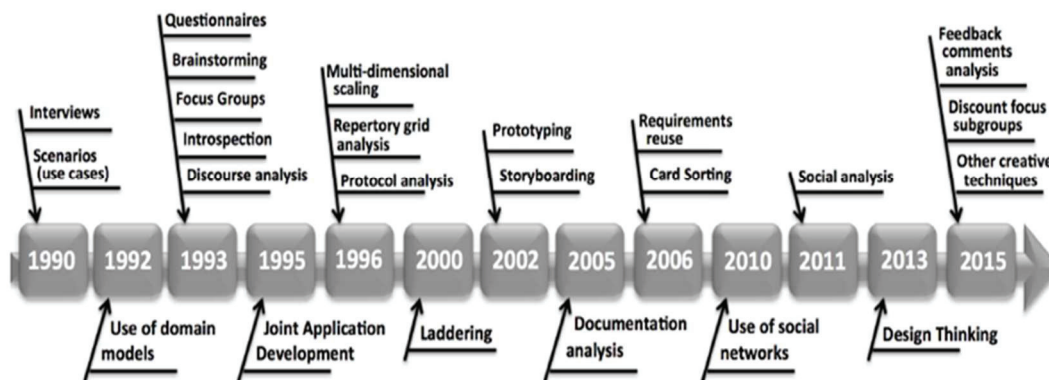 Questionnaires
Brainstorming
Focus Groups
Introspection
Discourse analysis
Interviews
Scenarios
(use cases)
Multi-dimensional
scaling
Repertory grid
analysis
Protocol analysis
Prototyping
Storyboarding
Requirements
reuse
Card Sorting
Social analysis
Feedback
comments
analysis
Discount focus
subgroups
Other creative
techniques
1990 1992 1993 1995 1996 2000 2002 2005 2006 2010 2011 2013 2015
Use of domain
models
Joint Application
Development
Laddering
Documentation
analysis
Use of social
networks
Design Thinking